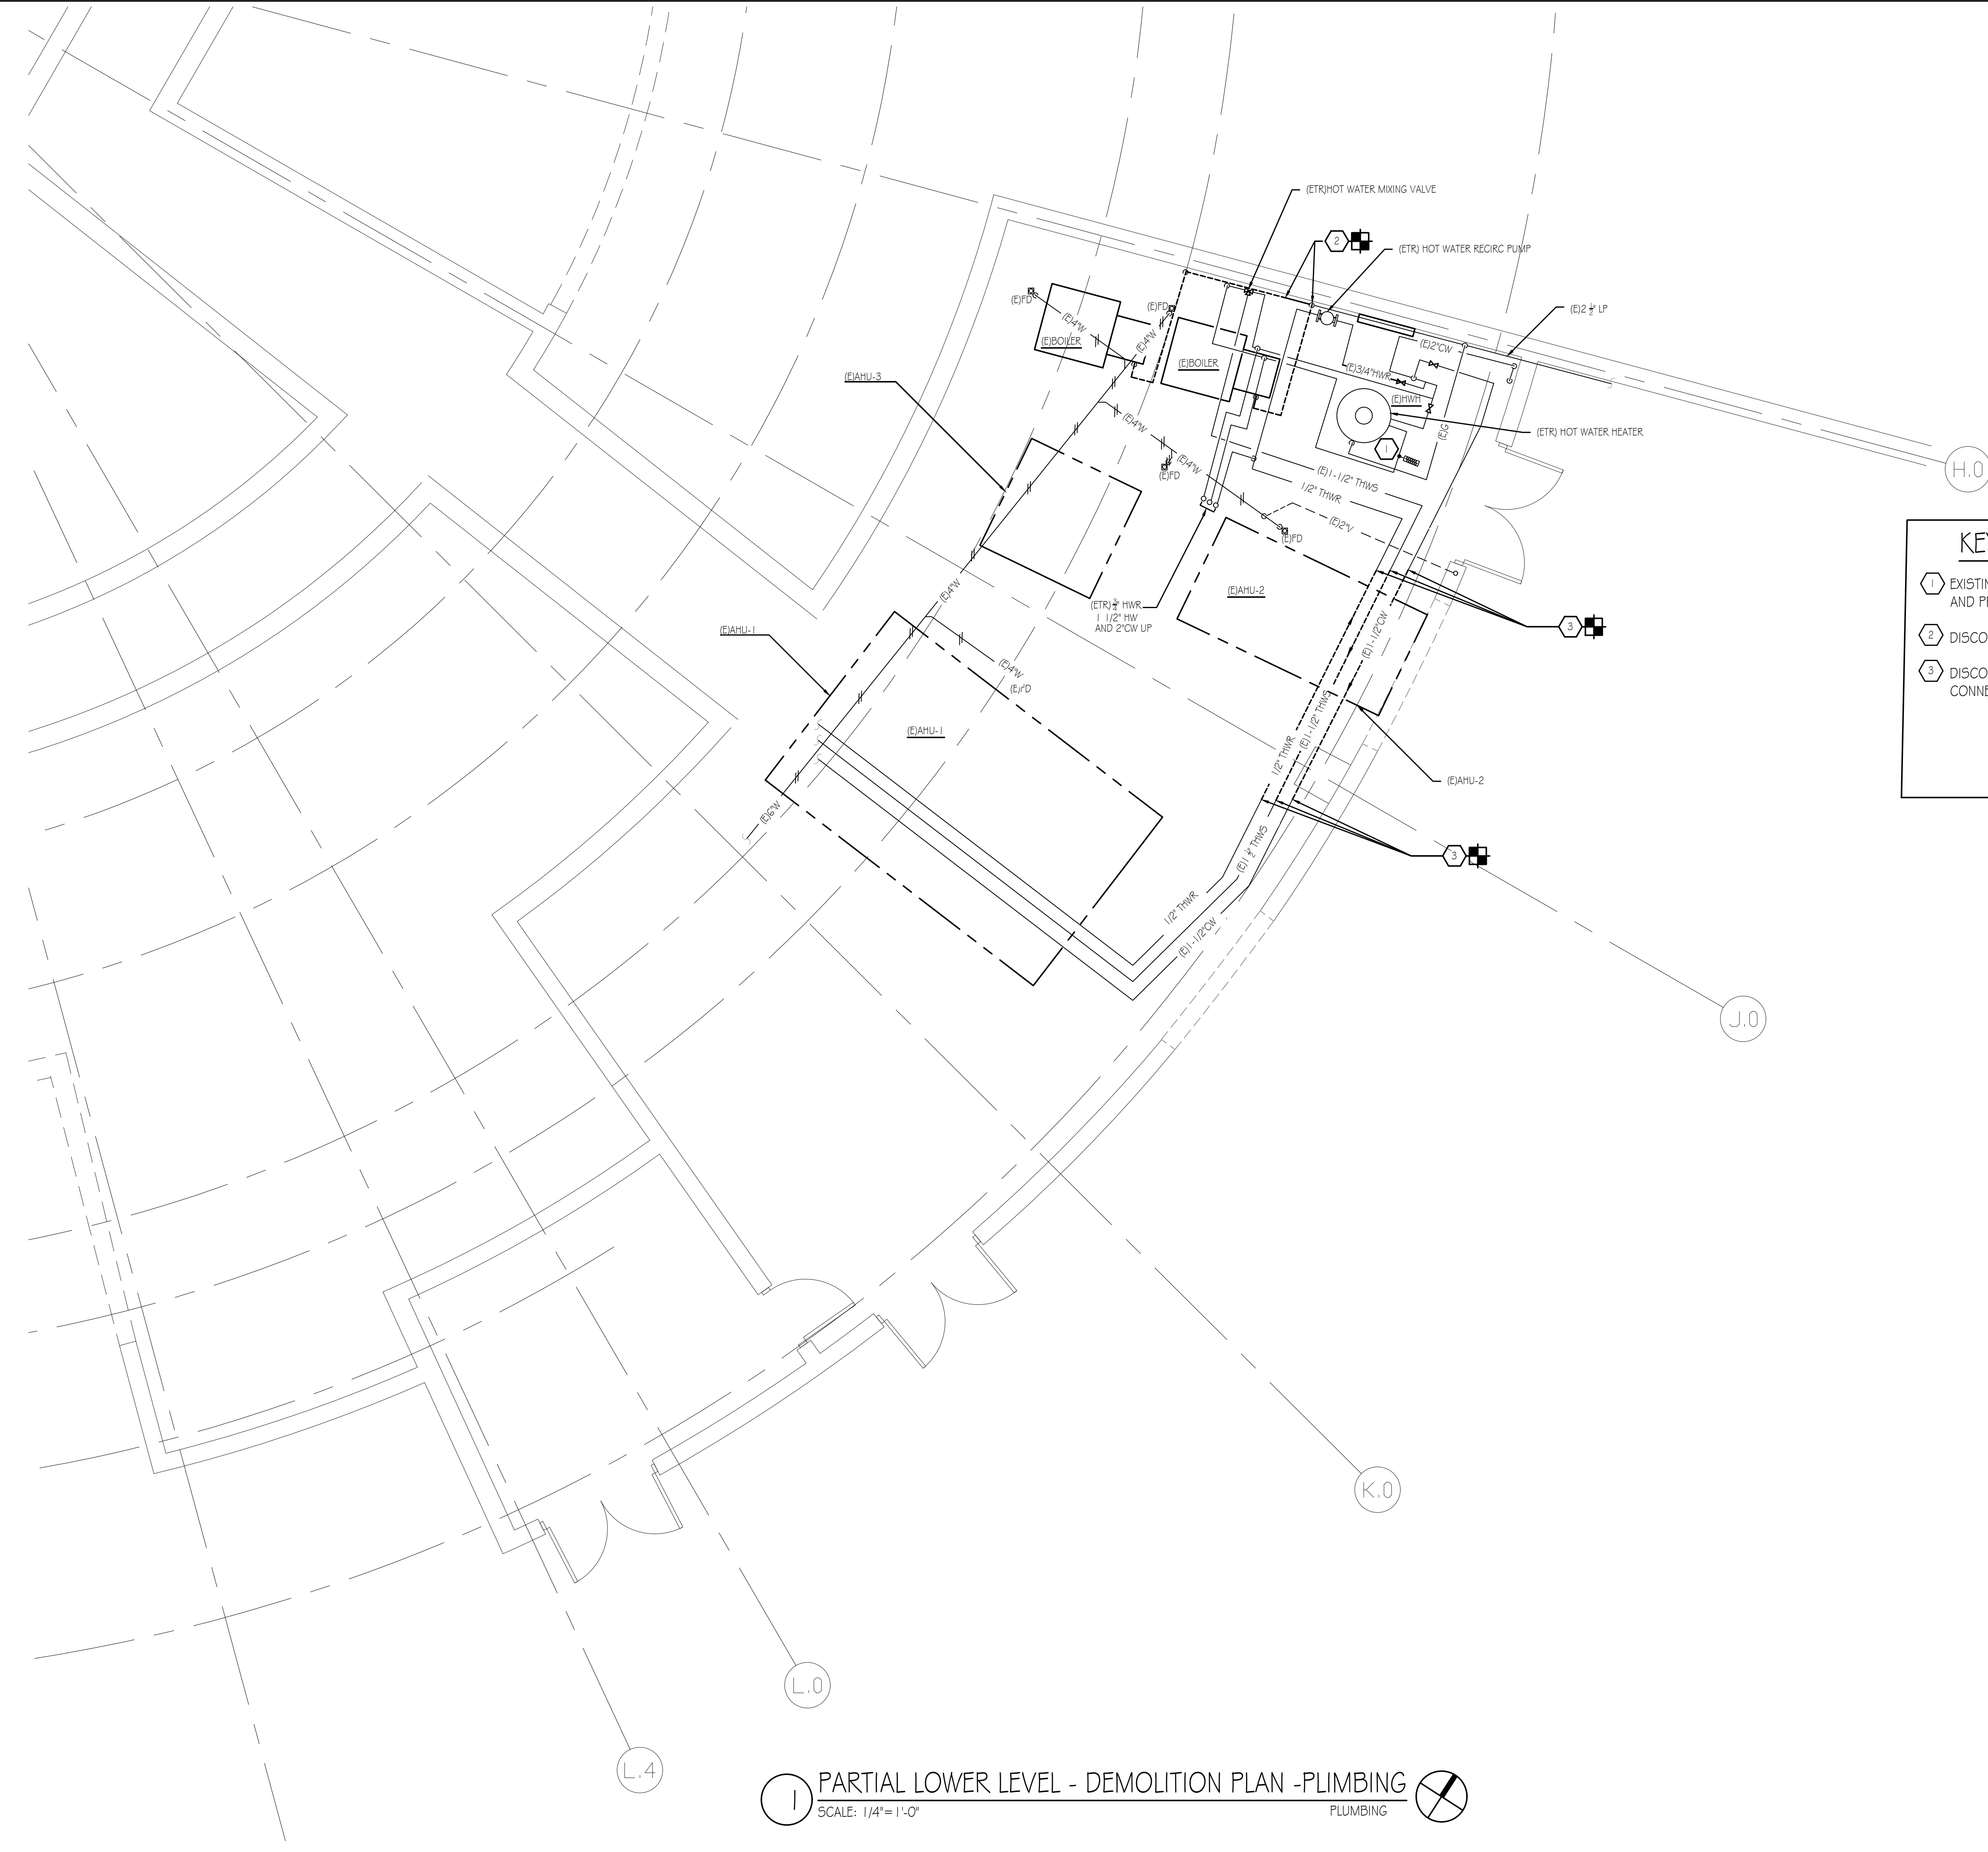 (ETR)HOT WATER MIXING VALVE
2
(ETR) HOT WATER RECIRC PUMP
(E)2 1/2" LP
(E)FD
(E)FD
(E)4"W
(E)4"W
(E)BOILER
(E)BOILER
(E)2"CW
(E)3/4"HWR
(E)HWH
(E)G
(E)AHU-3
(E)4"W
(ETR) HOT WATER HEATER
1
(E)4"W
(E)FD
(E)1-1/2" THWS
1/2" THWR
(E)2"V
(E)FD
H.0
KE
1
EXISTIN
AND P
2
DISCO
3
DISCO
CONNE
(E)4"W
(E)AHU-2
(ETR) 3/4" HWR
1 1/2" HW
AND 2"CW UP
3
(E)AHU-1
(E)1-1/2"CW
(E)4"W
(E)FD
(E)AHU-1
(E)1-1/2" THWS
1/2" THWR
(E)AHU-2
(E)6"W
(E)1 1/2" THWS
3
1/2" THWR
(E)1-1/2"CW
J.0
K.0
L.0
L.4
1
PARTIAL LOWER LEVEL - DEMOLITION PLAN -PLIMBING
SCALE: 1/4"=1'-0"
PLUMBING